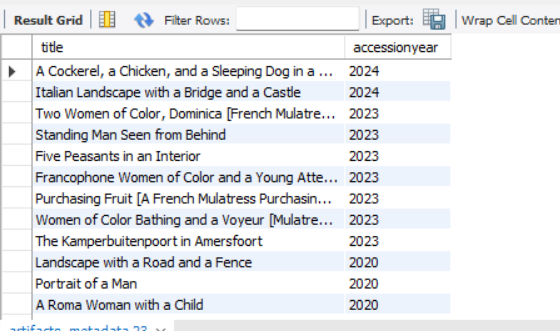 Result Grid Filter Rows: Export: Wrap Cell Conten
title accessionyear
A Cockerel, a Chicken, and a Sleeping Dog in a ... 2024
Italian Landscape with a Bridge and a Castle 2024
Two Women of Color, Dominica [French Mulatre... 2023
Standing Man Seen from Behind 2023
Five Peasants in an Interior 2023
Francophone Women of Color and a Young Atte... 2023
Purchasing Fruit [A French Mulatress Purchasin... 2023
Women of Color Bathing and a Voyeur [Mulatre... 2023
The Kamperbuitenpoort in Amersfoort 2023
Landscape with a Road and a Fence 2020
Portrait of a Man 2020
A Roma Woman with a Child 2020
artifacts_metadata 23